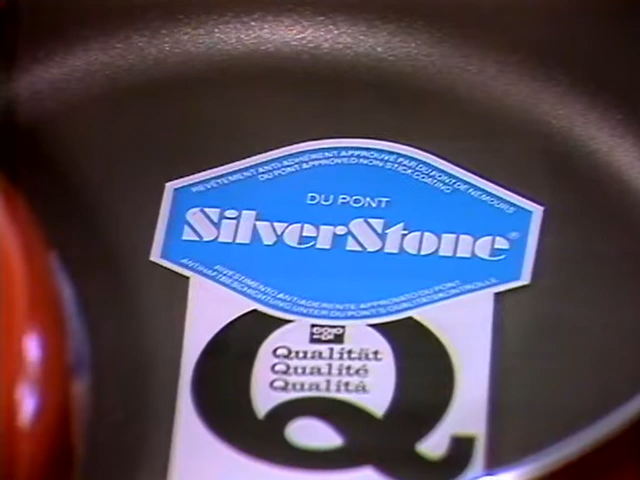 REVÊTEMENT ANTI-ADHÉRENT APPROUVÉ PAR DU PONT DE NEMOURS
DU PONT APPROVED NON-STICK COATING
DU PONT
SilverStone®
RIVESTIMENTO ANTIADERENTE APPROVATO DU PONT
ANTIHAFTBESCHICHTUNG UNTER DU PONT'S QUALITÄTSKONTROLLE
Q
Qualität
Qualité
Qualità